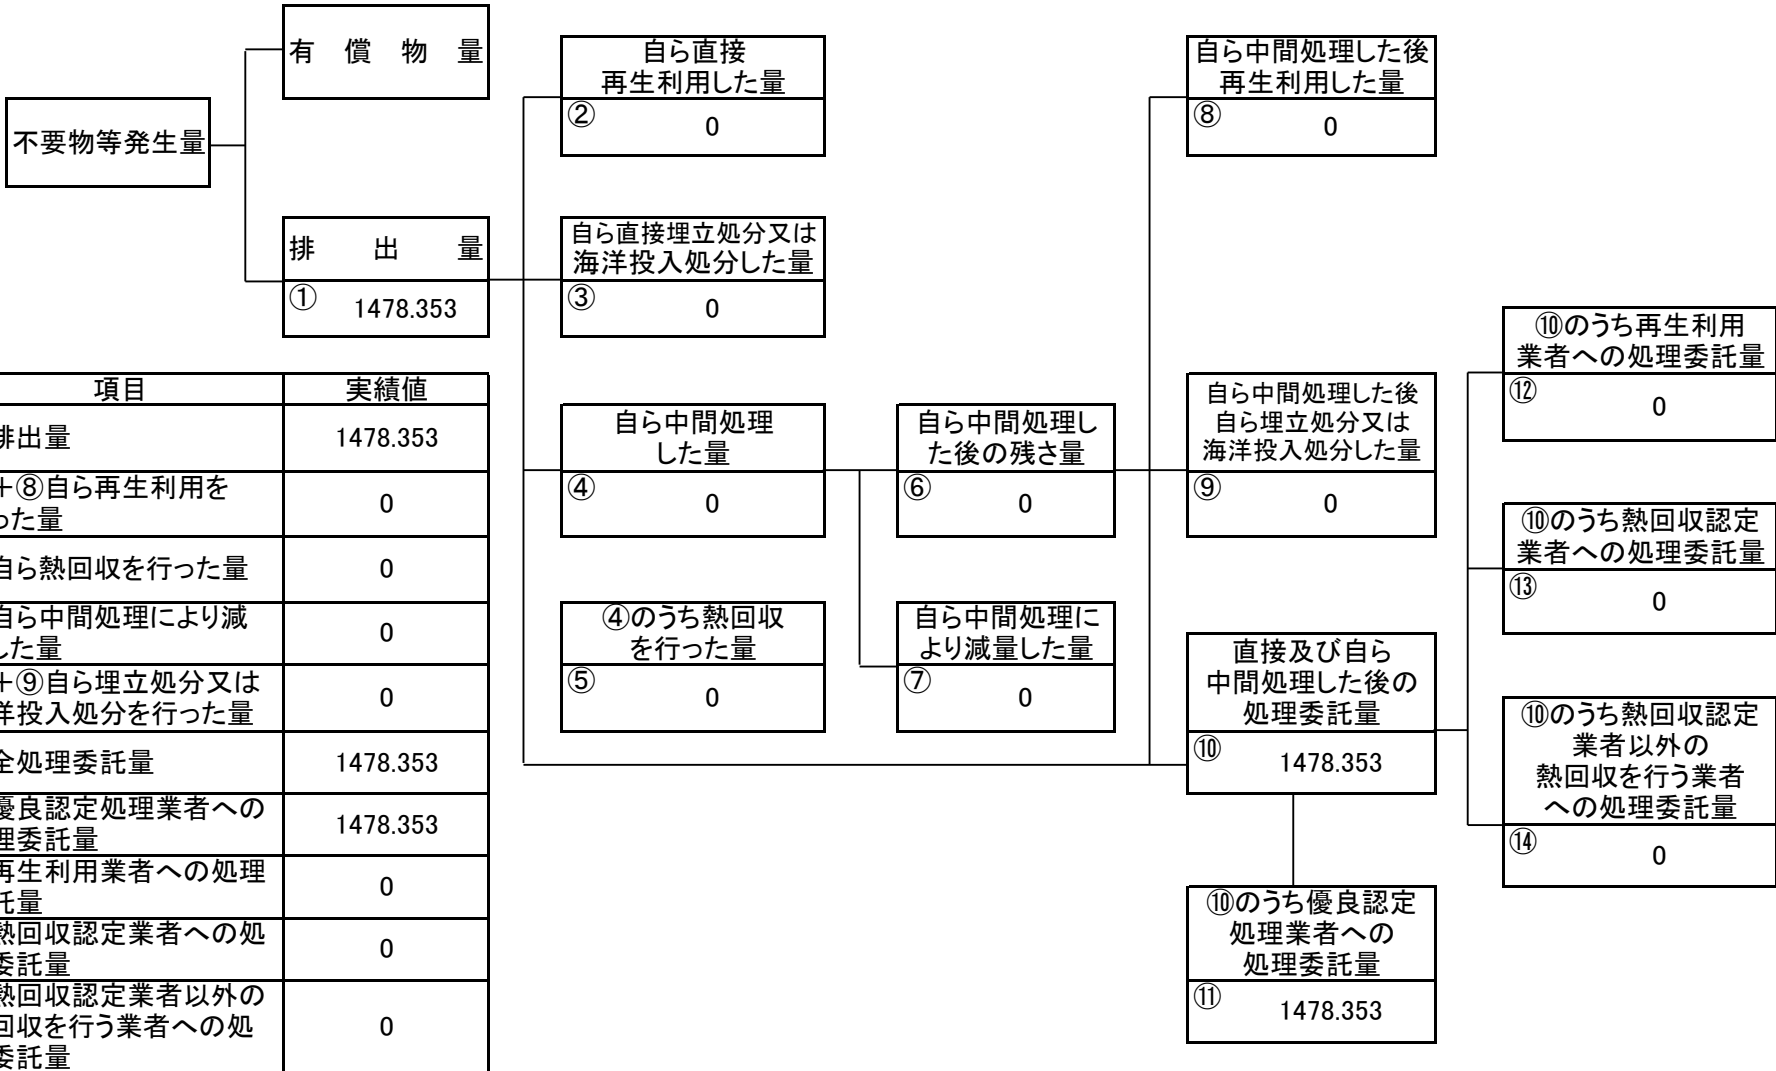 有償物量
不要物等発生量
排出量
① 1478.353
自ら直接
再生利用した量
② 0
自ら直接埋立処分又は
海洋投入処分した量
③ 0
自ら中間処理
した量
④ 0
④のうち熱回収
を行った量
⑤ 0
自ら中間処理し
た後の残さ量
⑥ 0
自ら中間処理に
より減量した量
⑦ 0
自ら中間処理した後
再生利用した量
⑧ 0
自ら中間処理した後
自ら埋立処分又は
海洋投入処分した量
⑨ 0
直接及び自ら
中間処理した後の
処理委託量
⑩ 1478.353
⑩のうち優良認定
処理業者への
処理委託量
⑪ 1478.353
⑩のうち再生利用
業者への処理委託量
⑫ 0
⑩のうち熱回収認定
業者への処理委託量
⑬ 0
⑩のうち熱回収認定
業者以外の
熱回収を行う業者
への処理委託量
⑭ 0
項目 実績値
排出量 1478.353
+⑧自ら再生利用を
った量 0
自ら熱回収を行った量 0
自ら中間処理により減
した量 0
+⑨自ら埋立処分又は
洋投入処分を行った量 0
全処理委託量 1478.353
優良認定処理業者への
理委託量 1478.353
再生利用業者への処理
託量 0
熱回収認定業者への処
委託量 0
熱回収認定業者以外の
回収を行う業者への処
委託量 0